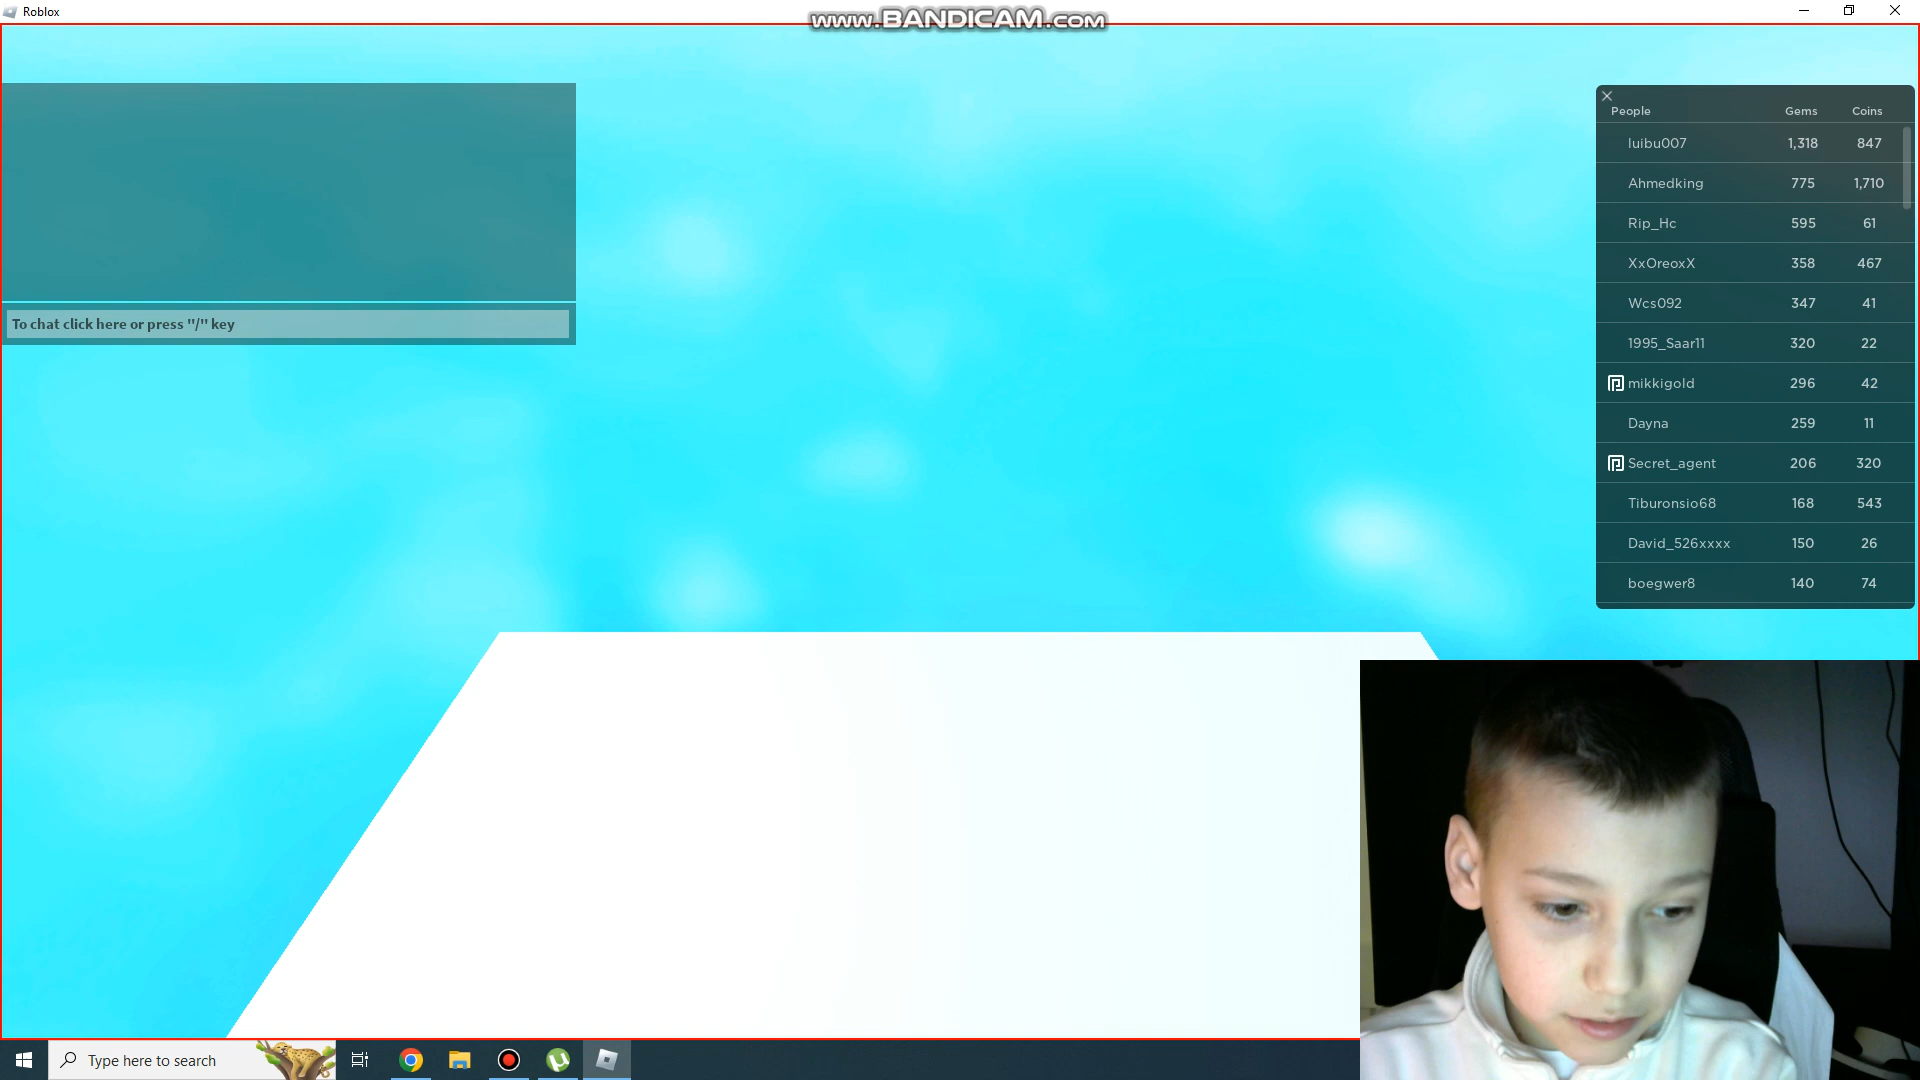 Roblox
www.BANDICAM.com
To chat click here or press "/" key
People Gems Coins
luibu007 1,318 847
Ahmedking 775 1,710
Rip_Hc 595 61
XxOreoxX 358 467
Wcs092 347 41
1995_Saar11 320 22
mikkigold 296 42
Dayna 259 11
Secret_agent 206 320
Tiburonsio68 168 543
David_526xxxx 150 26
boegwer8 140 74
Type here to search